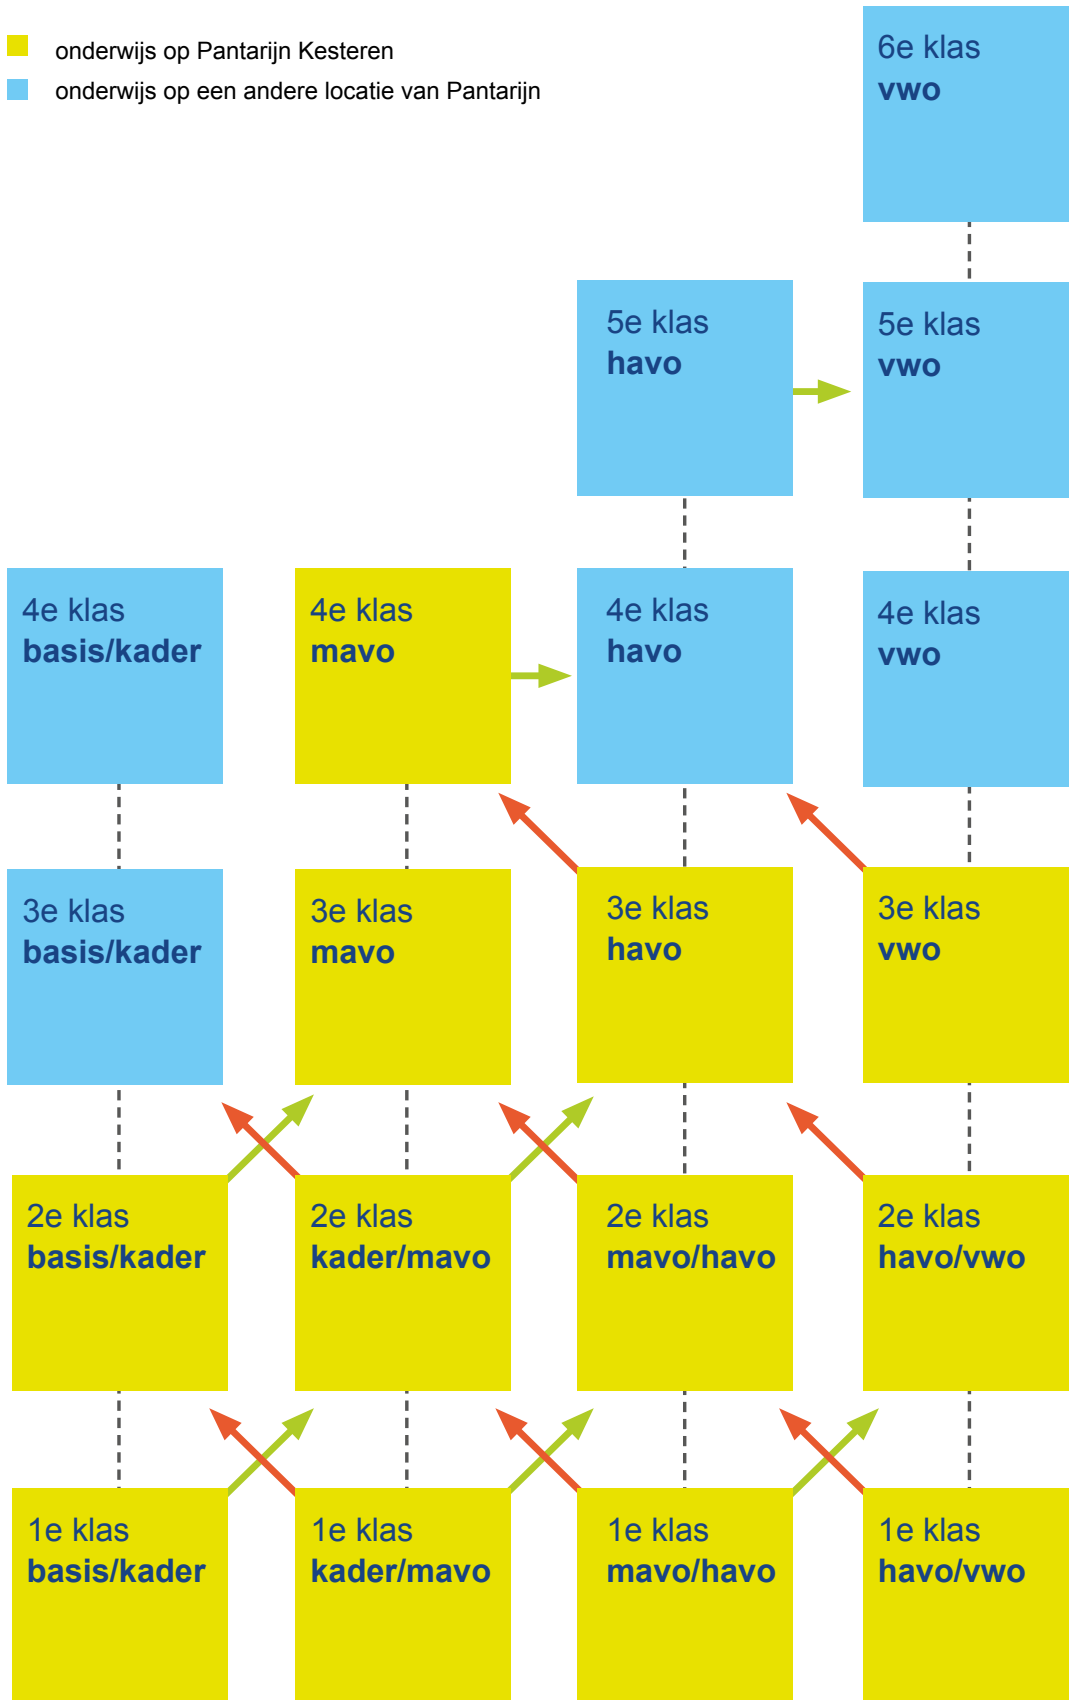 onderwijs op Pantarijn Kesteren
onderwijs op een andere locatie van Pantarijn
6e klas
vwo
5e klas
havo
5e klas
vwo
4e klas
basis/kader
4e klas
mavo
4e klas
havo
4e klas
vwo
3e klas
basis/kader
3e klas
mavo
3e klas
havo
3e klas
vwo
2e klas
basis/kader
2e klas
kader/mavo
2e klas
mavo/havo
2e klas
havo/vwo
1e klas
basis/kader
1e klas
kader/mavo
1e klas
mavo/havo
1e klas
havo/vwo